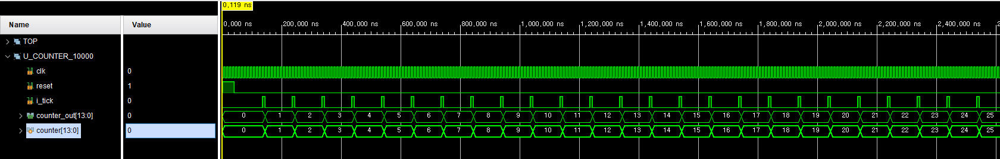 0,119 ns
Name Value
0,000 ns 200,000 ns 400,000 ns 600,000 ns 800,000 ns 1,000,000 ns 1,200,000 ns 1,400,000 ns 1,600,000 ns 1,800,000 ns 2,000,000 ns 2,200,000 ns 2,400,000 ns
TOP
U_COUNTER_10000
clk 0
reset 1
i_tick 0
counter_out[13:0] 0 0 1 2 3 4 5 6 7 8 9 10 11 12 13 14 15 16 17 18 19 20 21 22 23 24 25
counter[13:0] 0 0 1 2 3 4 5 6 7 8 9 10 11 12 13 14 15 16 17 18 19 20 21 22 23 24 25